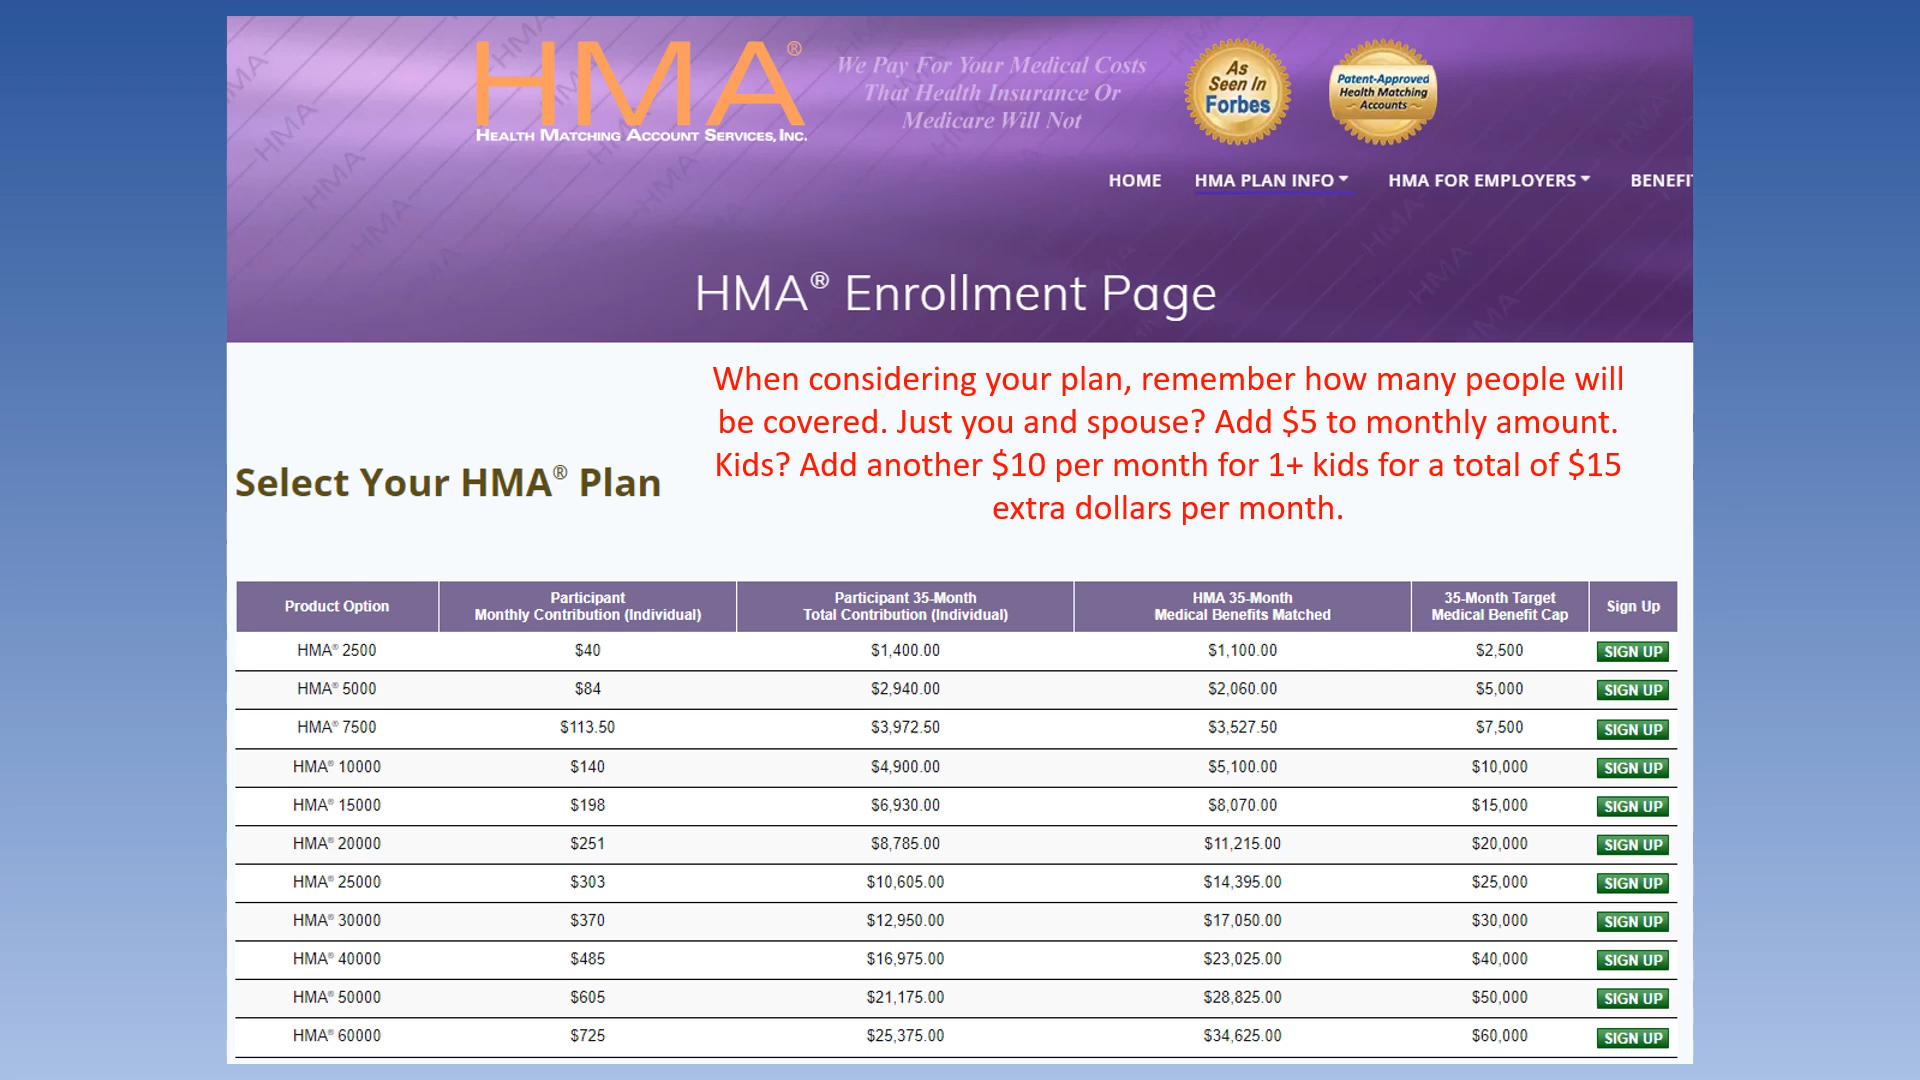 HMA®
HEALTH MATCHING ACCOUNT SERVICES, INC.
We Pay For Your Medical Costs
That Health Insurance Or
Medicare Will Not
As
Seen In
Forbes
Patent-Approved
Health Matching
Accounts
HOME HMA PLAN INFO HMA FOR EMPLOYERS BENEFIT
HMA® Enrollment Page
When considering your plan, remember how many people will
be covered. Just you and spouse? Add $5 to monthly amount.
Kids? Add another $10 per month for 1+ kids for a total of $15
extra dollars per month.
Select Your HMA® Plan
Product Option | Participant Monthly Contribution (Individual) | Participant 35-Month Total Contribution (Individual) | HMA 35-Month Medical Benefits Matched | 35-Month Target Medical Benefit Cap | Sign Up
HMA® 2500 $40 $1,400.00 $1,100.00 $2,500 SIGN UP
HMA® 5000 $84 $2,940.00 $2,060.00 $5,000 SIGN UP
HMA® 7500 $113.50 $3,972.50 $3,527.50 $7,500 SIGN UP
HMA® 10000 $140 $4,900.00 $5,100.00 $10,000 SIGN UP
HMA® 15000 $198 $6,930.00 $8,070.00 $15,000 SIGN UP
HMA® 20000 $251 $8,785.00 $11,215.00 $20,000 SIGN UP
HMA® 25000 $303 $10,605.00 $14,395.00 $25,000 SIGN UP
HMA® 30000 $370 $12,950.00 $17,050.00 $30,000 SIGN UP
HMA® 40000 $485 $16,975.00 $23,025.00 $40,000 SIGN UP
HMA® 50000 $605 $21,175.00 $28,825.00 $50,000 SIGN UP
HMA® 60000 $725 $25,375.00 $34,625.00 $60,000 SIGN UP